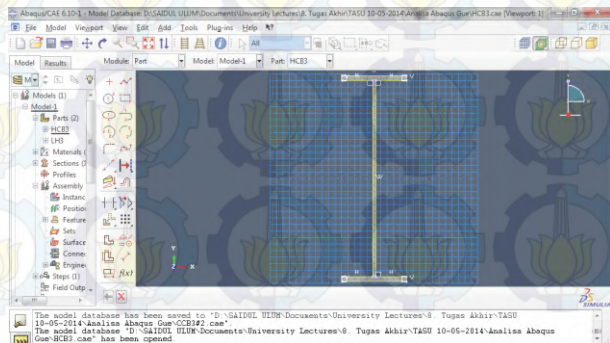 Abaqus/CAE 6.10-1 - Model Database: D:\SAIDUL ULUM\Documents\University Lectures\8. Tugas Akhir\TASU 10-05-2014\Analisa Abaqus Gue\HCB3.cae [Viewport: 1]
File Model Viewport View Edit Add Tools Plug-ins Help
All
Model Results Module: Part Model: Model-1 Part: HCB3
Models (1)
Model-1
Parts (2)
HCB3
LH3
Materials (
Sections (1
Profiles
Assembly
Instanc
Position
Feature
Sets
Surface
Connec
Engine
Steps (1)
Field Outp
f(x)
H H V
V
H H V
Y
Z X
SIMULIA
The model database has been saved to "D:\SAIDUL ULUM\Documents\University Lectures\8. Tugas Akhir\TASU
10-05-2014\Analisa Abaqus Gue\CCB3#2.cae".
The model database "D:\SAIDUL ULUM\Documents\University Lectures\8. Tugas Akhir\TASU 10-05-2014\Analisa Abaqus
Gue\HCB3.cae" has been opened.